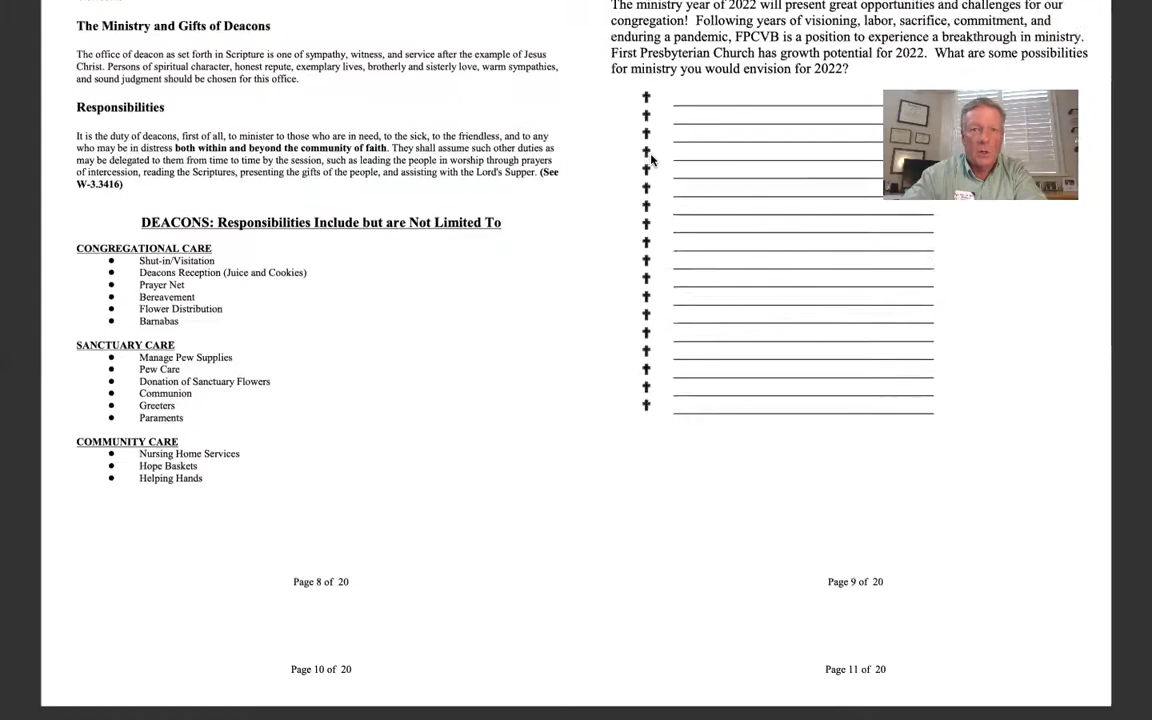 The Ministry and Gifts of Deacons
The office of deacon as set forth in Scripture is one of sympathy, witness, and service after the example of Jesus
Christ. Persons of spiritual character, honest repute, exemplary lives, brotherly and sisterly love, warm sympathies,
and sound judgment should be chosen for this office.
Responsibilities
It is the duty of deacons, first of all, to minister to those who are in need, to the sick, to the friendless, and to any
who may be in distress both within and beyond the community of faith. They shall assume such other duties as
may be delegated to them from time to time by the session, such as leading the people in worship through prayers
of intercession, reading the Scriptures, presenting the gifts of the people, and assisting with the Lord's Supper. (See
W-3.3416)
DEACONS: Responsibilities Include but are Not Limited To
CONGREGATIONAL CARE
● Shut-in/Visitation
● Deacons Reception (Juice and Cookies)
● Prayer Net
● Bereavement
● Flower Distribution
● Barnabas
SANCTUARY CARE
● Manage Pew Supplies
● Pew Care
● Donation of Sanctuary Flowers
● Communion
● Greeters
● Paraments
COMMUNITY CARE
● Nursing Home Services
● Hope Baskets
● Helping Hands
Page 8 of 20
The ministry year of 2022 will present great opportunities and challenges for our
congregation! Following years of visioning, labor, sacrifice, commitment, and
enduring a pandemic, FPCVB is a position to experience a breakthrough in ministry.
First Presbyterian Church has growth potential for 2022. What are some possibilities
for ministry you would envision for 2022?
Page 9 of 20
Page 10 of 20
Page 11 of 20